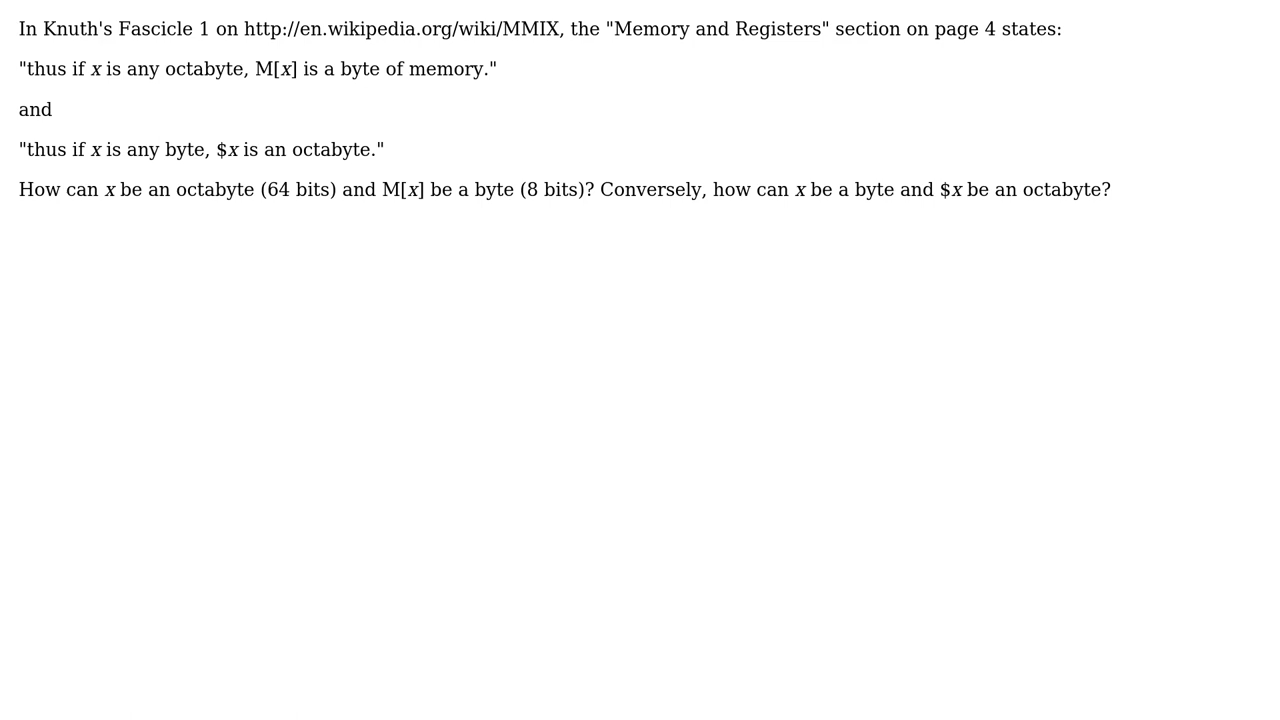 In Knuth's Fascicle 1 on http://en.wikipedia.org/wiki/MMIX, the "Memory and Registers" section on page 4 states:
"thus if x is any octabyte, M[x] is a byte of memory."
and
"thus if x is any byte, $x is an octabyte."
How can x be an octabyte (64 bits) and M[x] be a byte (8 bits)? Conversely, how can x be a byte and $x be an octabyte?